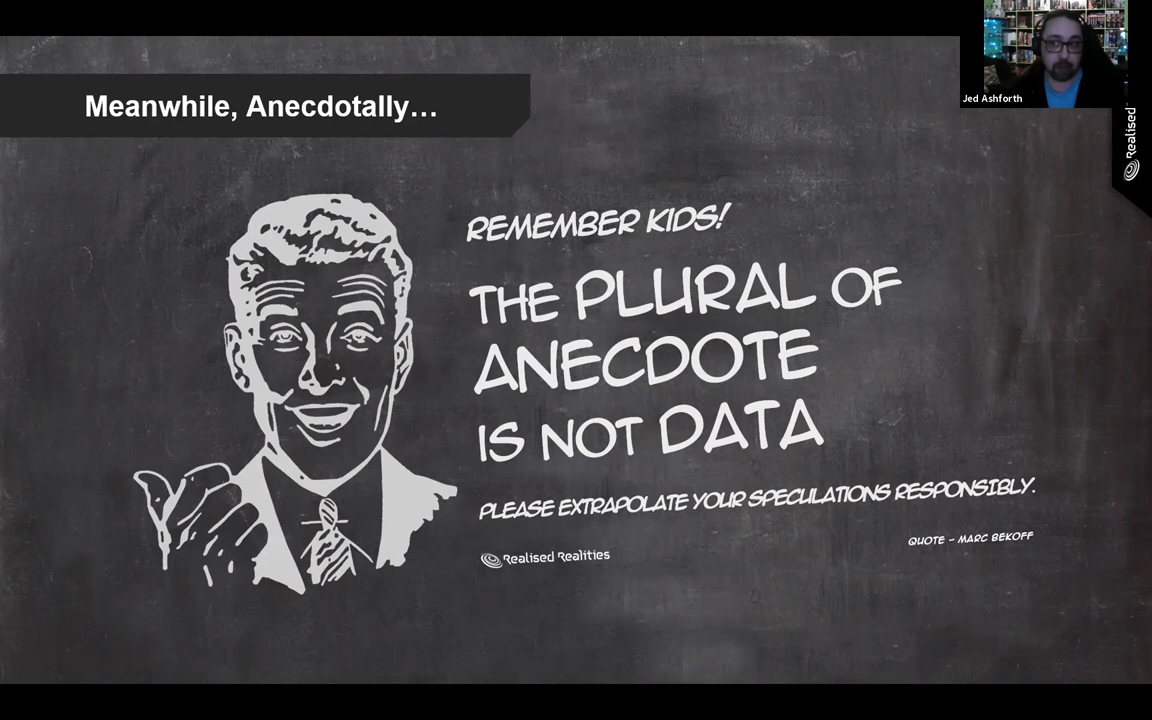 Meanwhile, Anecdotally…
Jed Ashforth
Realised
REMEMBER KIDS!
THE PLURAL OF
ANECDOTE
IS NOT DATA
PLEASE EXTRAPOLATE YOUR SPECULATIONS RESPONSIBLY.
QUOTE – MARC BEKOFF
Realised Realities